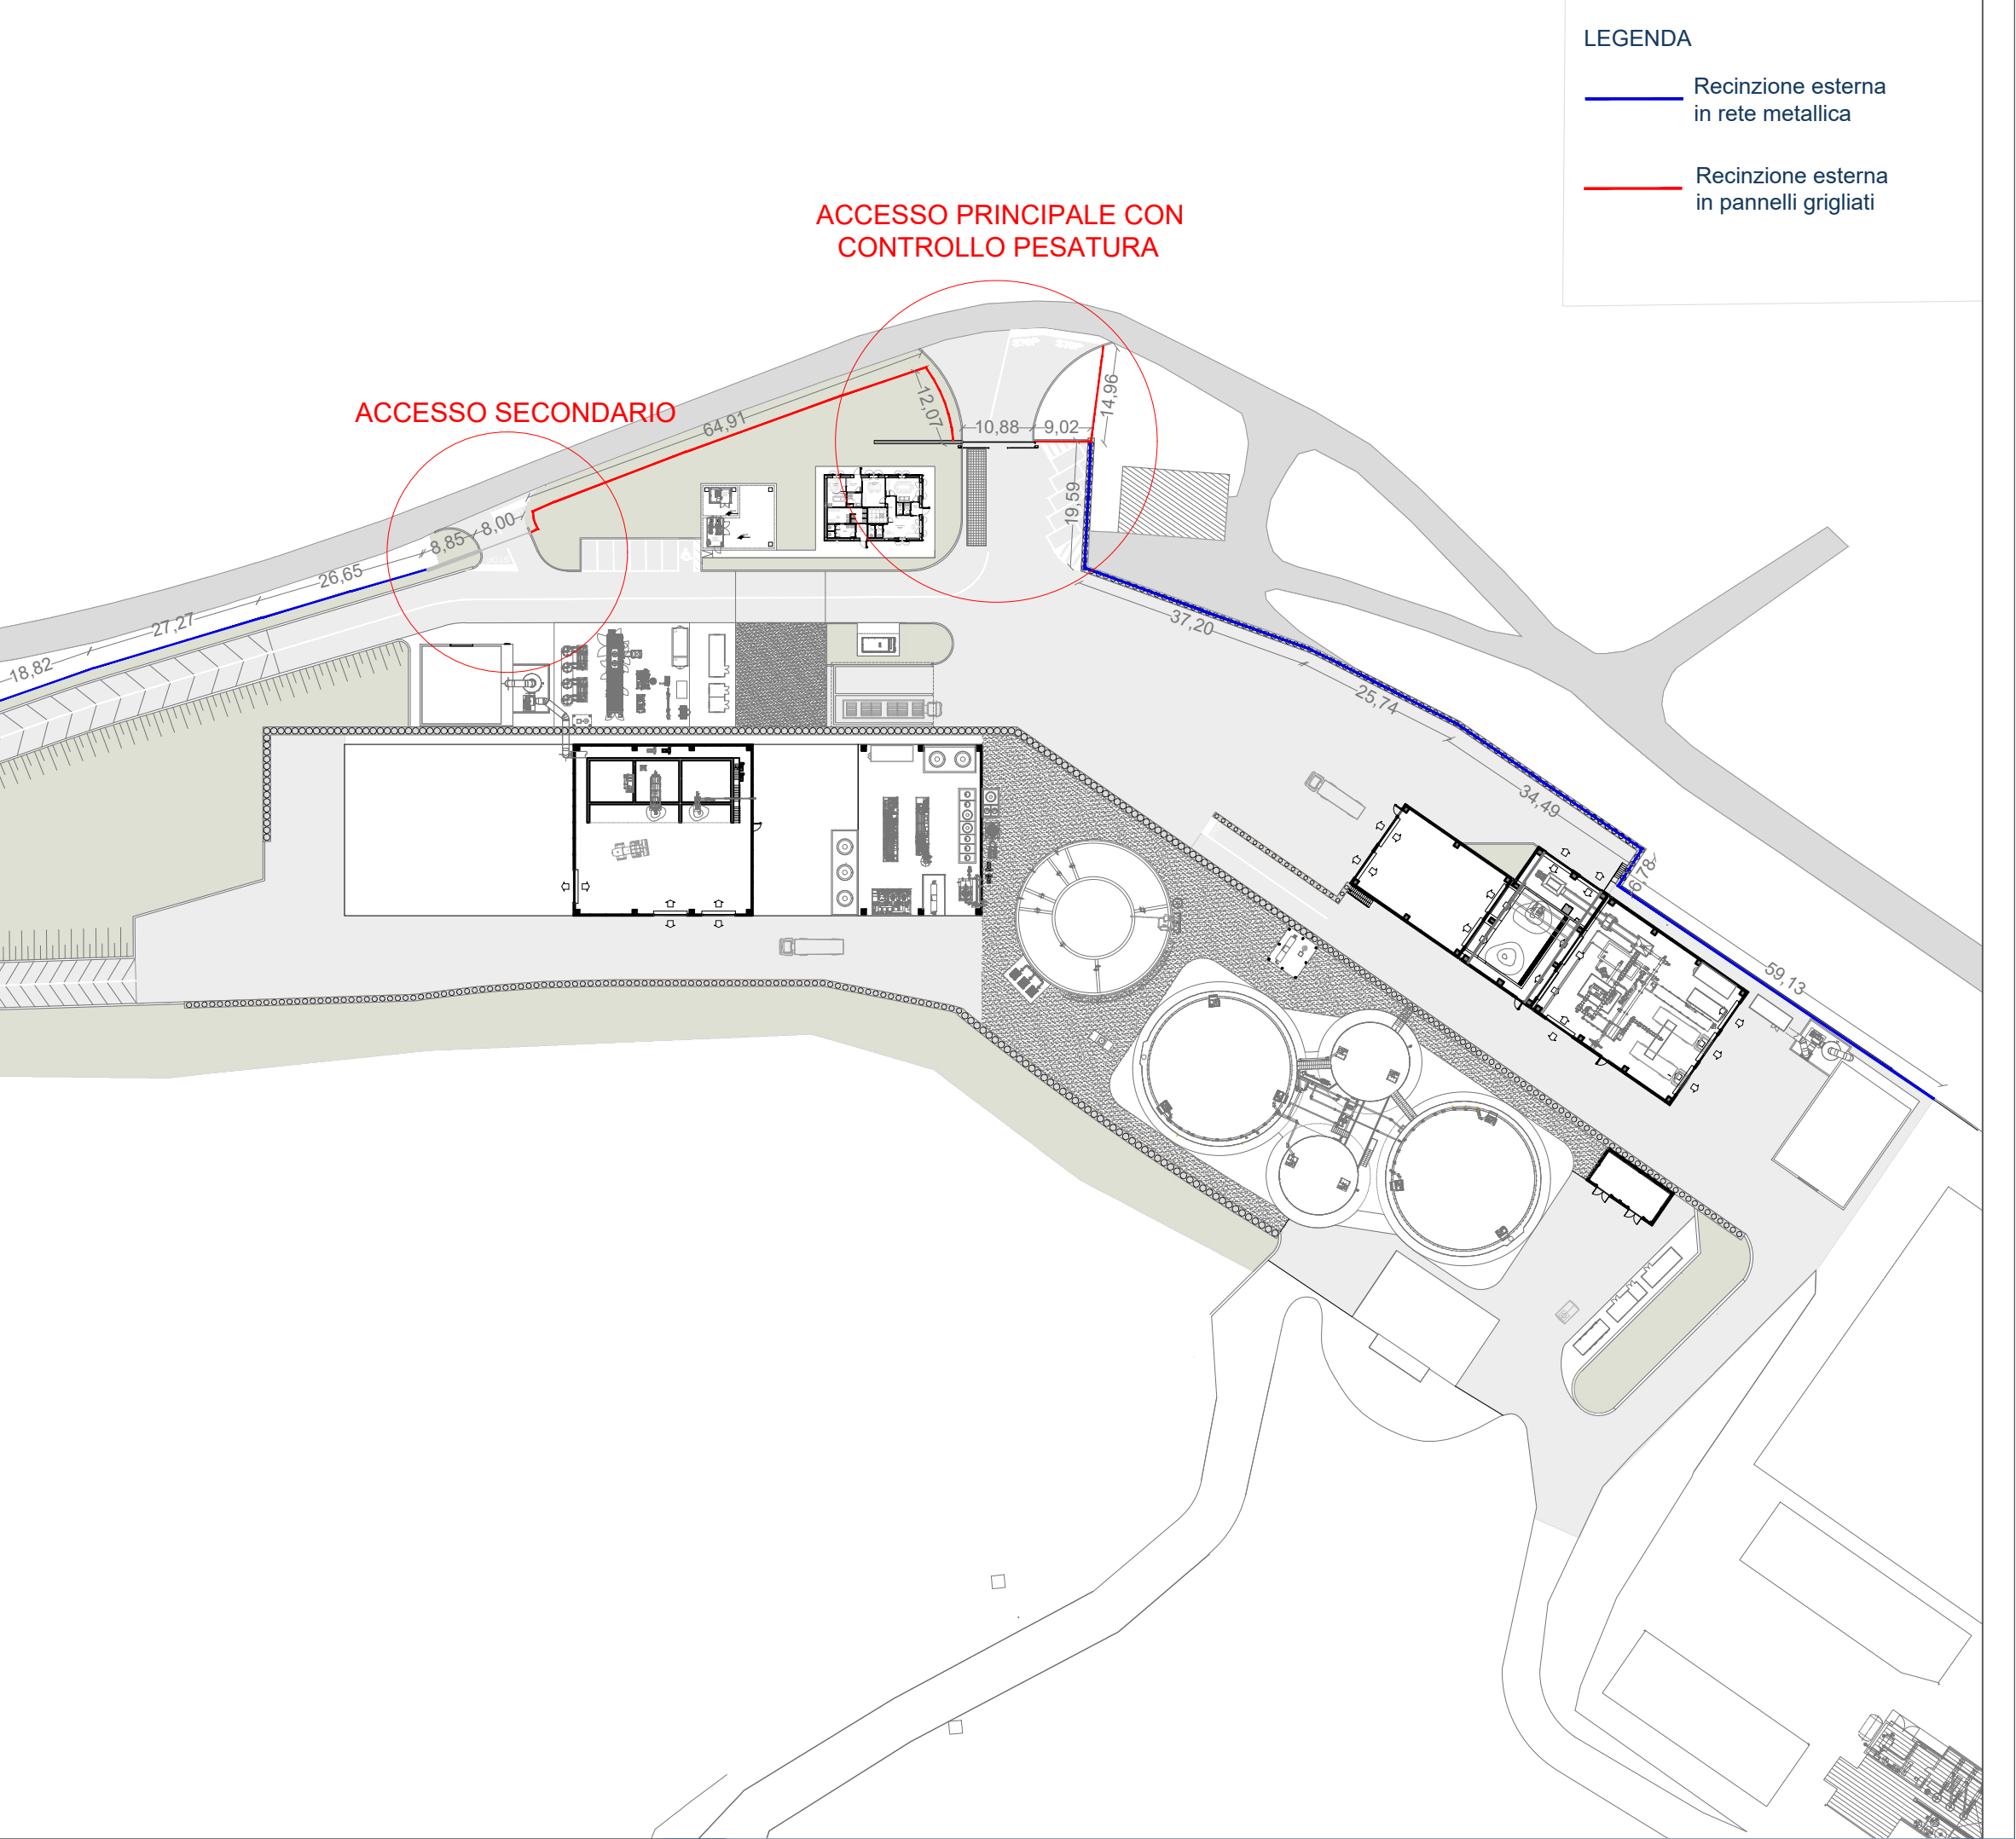 LEGENDA
Recinzione esterna
in rete metallica
Recinzione esterna
in pannelli grigliati
ACCESSO PRINCIPALE CON
CONTROLLO PESATURA
ACCESSO SECONDARIO
64,91
12,07
10,88
9,02
14,96
19,59
8,00
8,85
26,65
27,27
18,82
37,20
25,74
34,49
6,78
59,13